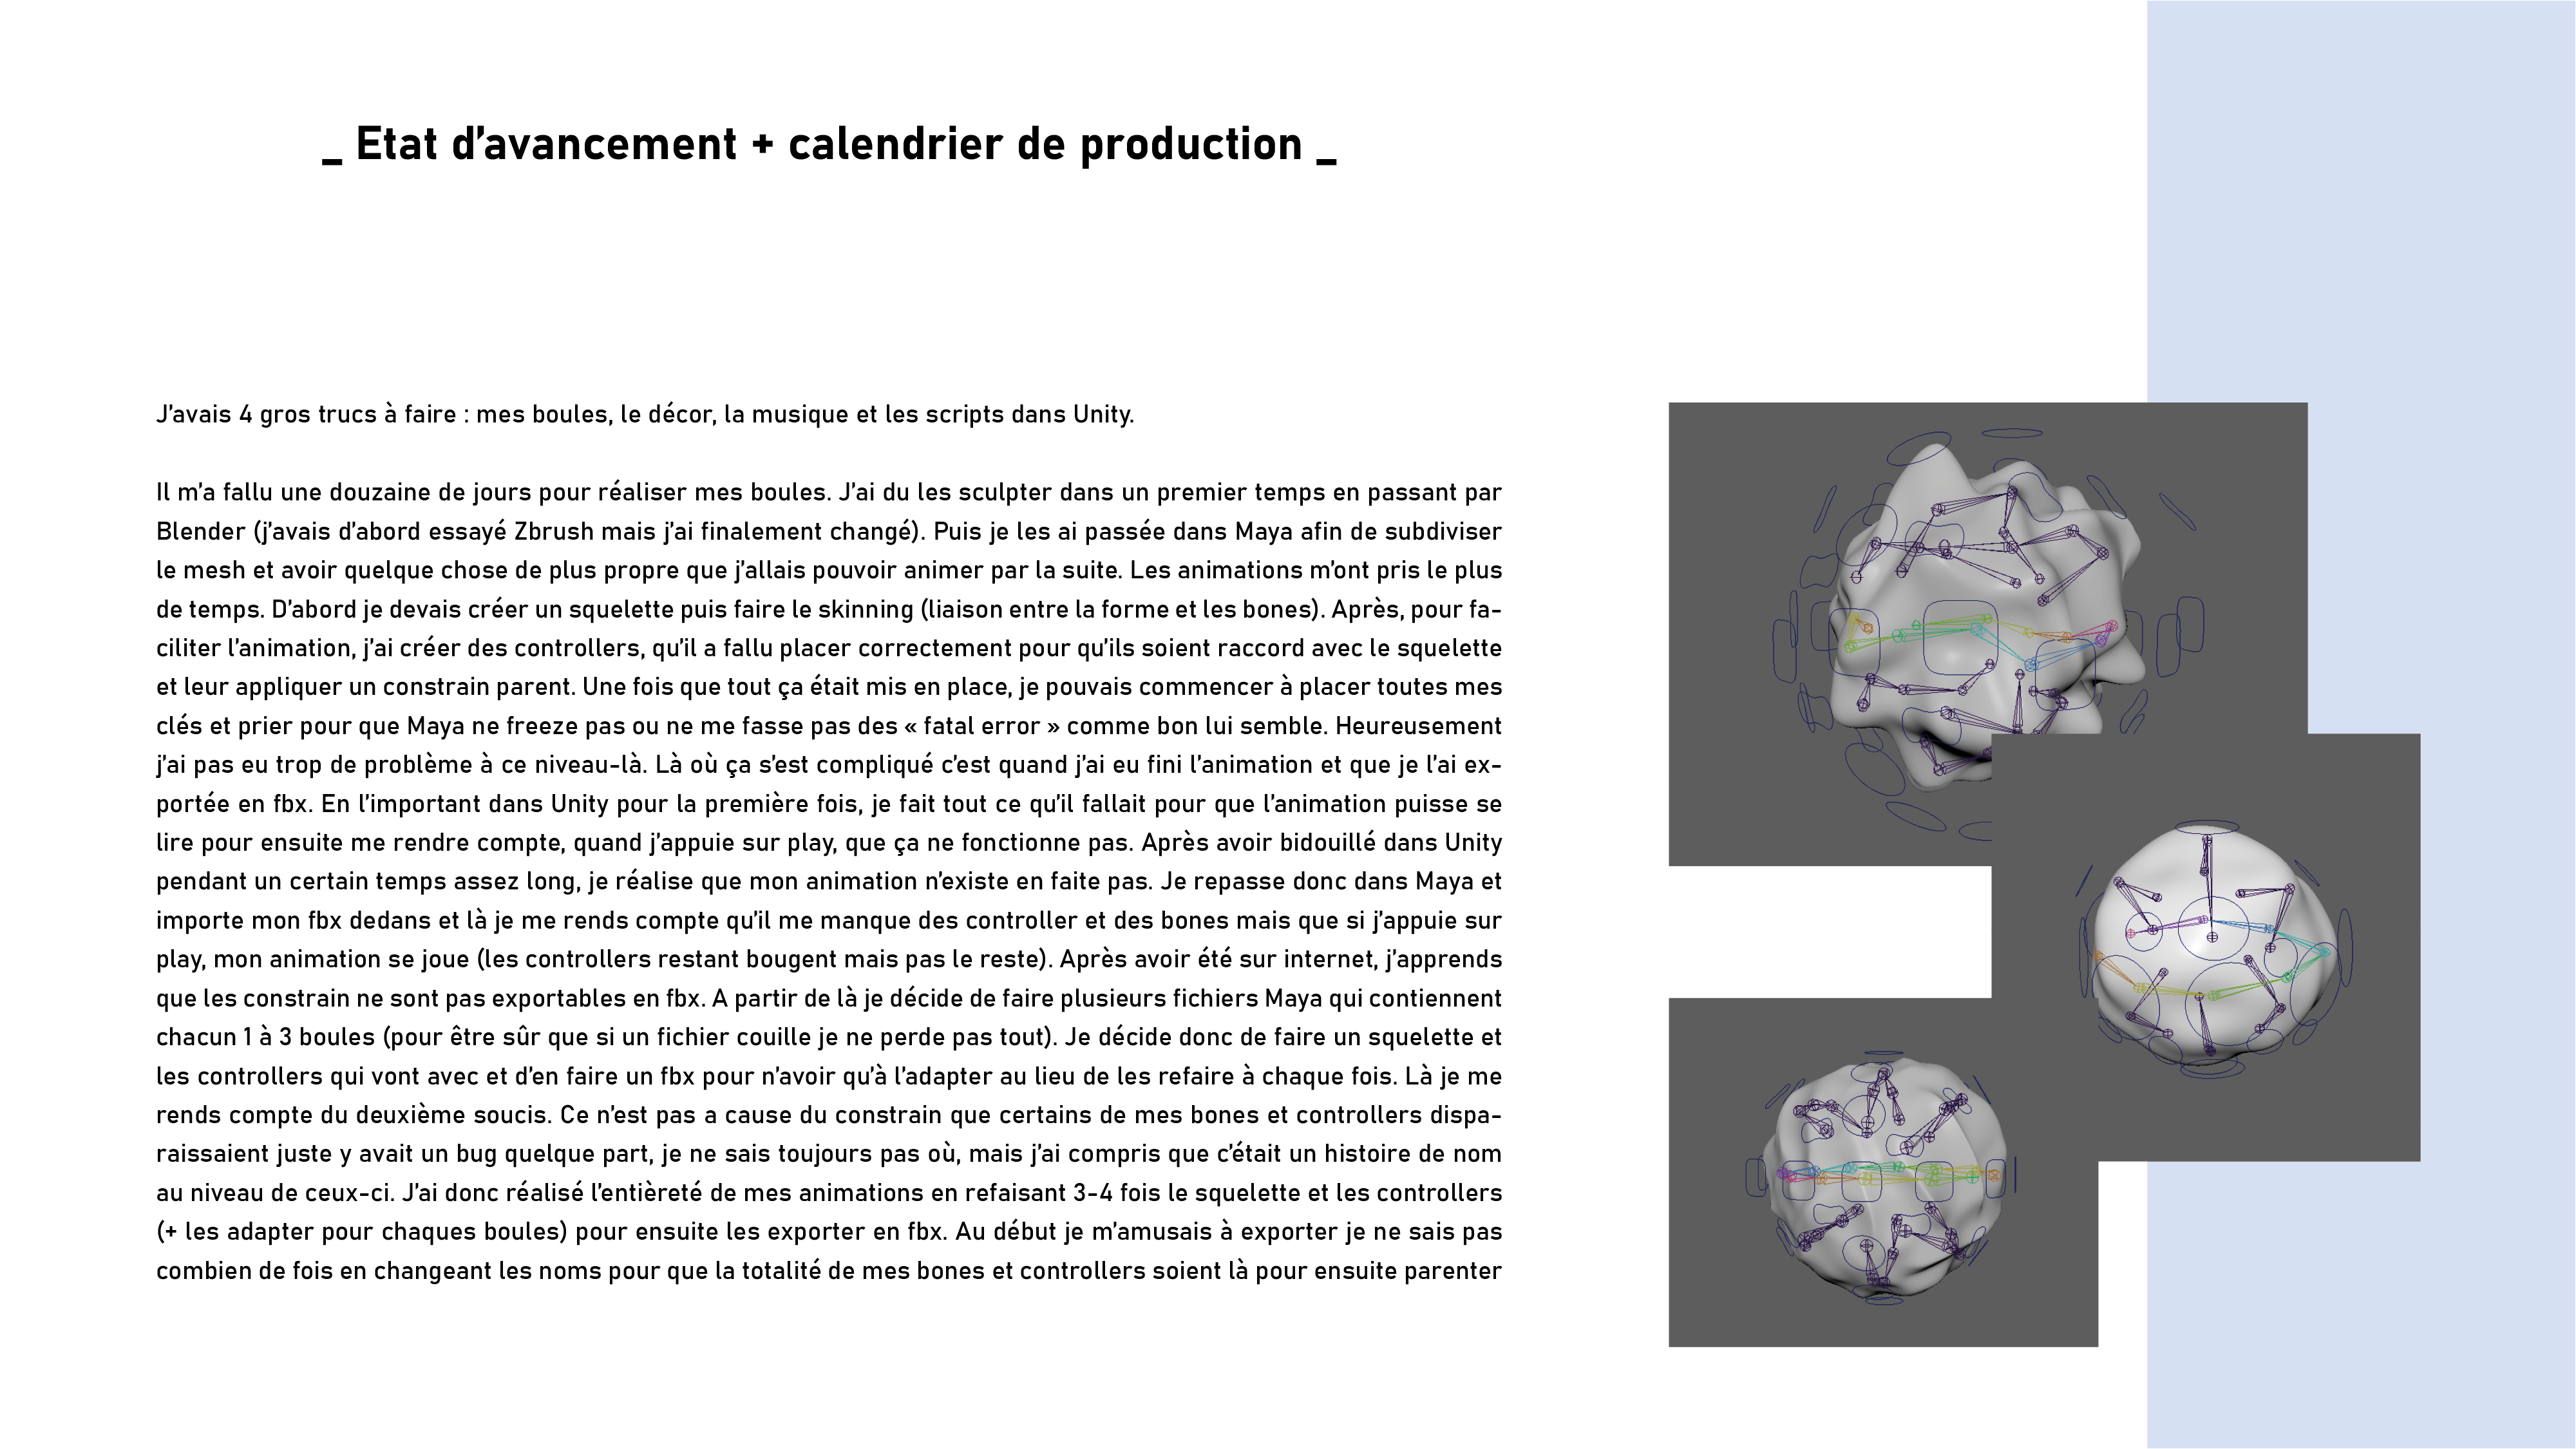 _ Etat d’avancement + calendrier de production _
J’avais 4 gros trucs à faire : mes boules, le décor, la musique et les scripts dans Unity.
Il m’a fallu une douzaine de jours pour réaliser mes boules. J’ai du les sculpter dans un premier temps en passant par
Blender (j’avais d’abord essayé Zbrush mais j’ai finalement changé). Puis je les ai passée dans Maya afin de subdiviser
le mesh et avoir quelque chose de plus propre que j’allais pouvoir animer par la suite. Les animations m’ont pris le plus
de temps. D’abord je devais créer un squelette puis faire le skinning (liaison entre la forme et les bones). Après, pour fa-
ciliter l’animation, j’ai créer des controllers, qu’il a fallu placer correctement pour qu’ils soient raccord avec le squelette
et leur appliquer un constrain parent. Une fois que tout ça était mis en place, je pouvais commencer à placer toutes mes
clés et prier pour que Maya ne freeze pas ou ne me fasse pas des « fatal error » comme bon lui semble. Heureusement
j’ai pas eu trop de problème à ce niveau-là. Là où ça s’est compliqué c’est quand j’ai eu fini l’animation et que je l’ai ex-
portée en fbx. En l’important dans Unity pour la première fois, je fait tout ce qu’il fallait pour que l’animation puisse se
lire pour ensuite me rendre compte, quand j’appuie sur play, que ça ne fonctionne pas. Après avoir bidouillé dans Unity
pendant un certain temps assez long, je réalise que mon animation n’existe en faite pas. Je repasse donc dans Maya et
importe mon fbx dedans et là je me rends compte qu’il me manque des controller et des bones mais que si j’appuie sur
play, mon animation se joue (les controllers restant bougent mais pas le reste). Après avoir été sur internet, j’apprends
que les constrain ne sont pas exportables en fbx. A partir de là je décide de faire plusieurs fichiers Maya qui contiennent
chacun 1 à 3 boules (pour être sûr que si un fichier couille je ne perde pas tout). Je décide donc de faire un squelette et
les controllers qui vont avec et d’en faire un fbx pour n’avoir qu’à l’adapter au lieu de les refaire à chaque fois. Là je me
rends compte du deuxième soucis. Ce n’est pas a cause du constrain que certains de mes bones et controllers dispa-
raissaient juste y avait un bug quelque part, je ne sais toujours pas où, mais j’ai compris que c’était un histoire de nom
au niveau de ceux-ci. J’ai donc réalisé l’entièreté de mes animations en refaisant 3-4 fois le squelette et les controllers
(+ les adapter pour chaques boules) pour ensuite les exporter en fbx. Au début je m’amusais à exporter je ne sais pas
combien de fois en changeant les noms pour que la totalité de mes bones et controllers soient là pour ensuite parenter